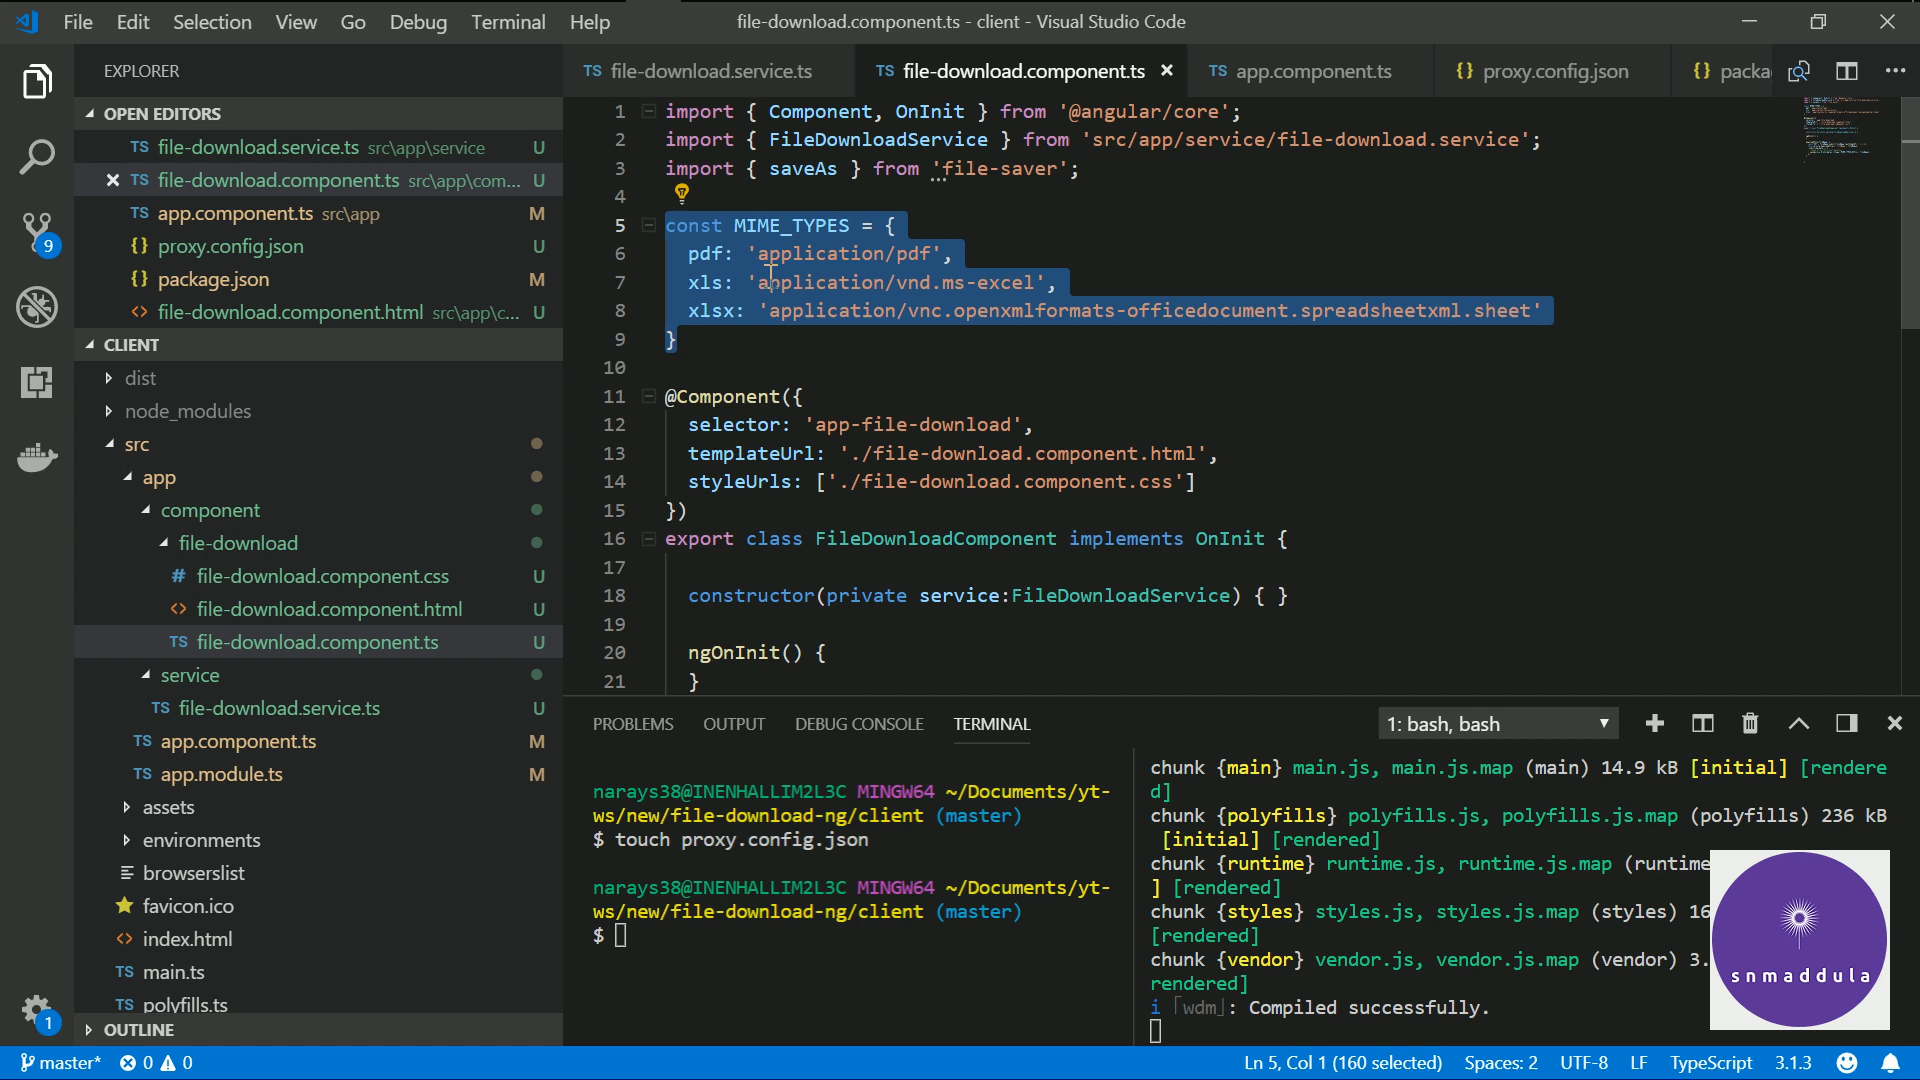 File Edit Selection View Go Debug Terminal Help
file-download.component.ts - client - Visual Studio Code
EXPLORER
OPEN EDITORS
TS file-download.service.ts src\app\service U
TS file-download.component.ts src\app\com... U
TS app.component.ts src\app M
{} proxy.config.json U
{} package.json M
<> file-download.component.html src\app\c... U
CLIENT
dist
node_modules
src
app
component
file-download
# file-download.component.css U
<> file-download.component.html U
TS file-download.component.ts U
service
TS file-download.service.ts U
TS app.component.ts M
TS app.module.ts M
assets
environments
browserslist
favicon.ico
<> index.html
TS main.ts
TS polyfills.ts
OUTLINE
9
1
TS file-download.service.ts TS file-download.component.ts TS app.component.ts {} proxy.config.json {} packa
1 import { Component, OnInit } from '@angular/core';
2 import { FileDownloadService } from 'src/app/service/file-download.service';
3 import { saveAs } from 'file-saver';
4
5 const MIME_TYPES = {
6 pdf: 'application/pdf',
7 xls: 'application/vnd.ms-excel',
8 xlsx: 'application/vnc.openxmlformats-officedocument.spreadsheetxml.sheet'
9 }
10
11 @Component({
12 selector: 'app-file-download',
13 templateUrl: './file-download.component.html',
14 styleUrls: ['./file-download.component.css']
15 })
16 export class FileDownloadComponent implements OnInit {
17
18 constructor(private service:FileDownloadService) { }
19
20 ngOnInit() {
21 }
PROBLEMS OUTPUT DEBUG CONSOLE TERMINAL
1: bash, bash
narays38@INENHALLIM2L3C MINGW64 ~/Documents/yt-
ws/new/file-download-ng/client (master)
$ touch proxy.config.json
narays38@INENHALLIM2L3C MINGW64 ~/Documents/yt-
ws/new/file-download-ng/client (master)
$
chunk {main} main.js, main.js.map (main) 14.9 kB [initial] [rendere
d]
chunk {polyfills} polyfills.js, polyfills.js.map (polyfills) 236 kB
[initial] [rendered]
chunk {runtime} runtime.js, runtime.js.map (runtime
] [rendered]
chunk {styles} styles.js, styles.js.map (styles) 16
[rendered]
chunk {vendor} vendor.js, vendor.js.map (vendor) 3.
rendered]
i ｢wdm｣: Compiled successfully.
snmaddula
master* 0 0
Ln 5, Col 1 (160 selected) Spaces: 2 UTF-8 LF TypeScript 3.1.3